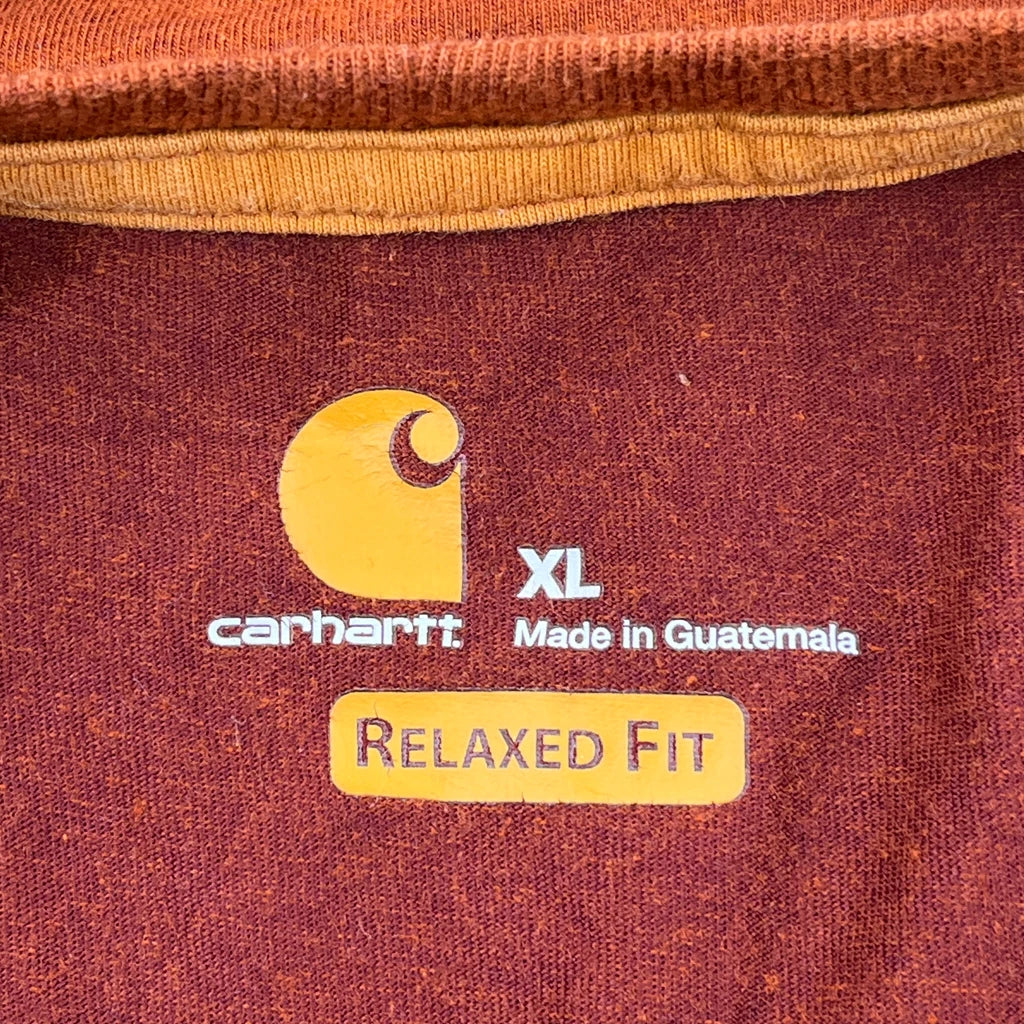 XL
carhartt.
Made in Guatemala
RELAXED FIT